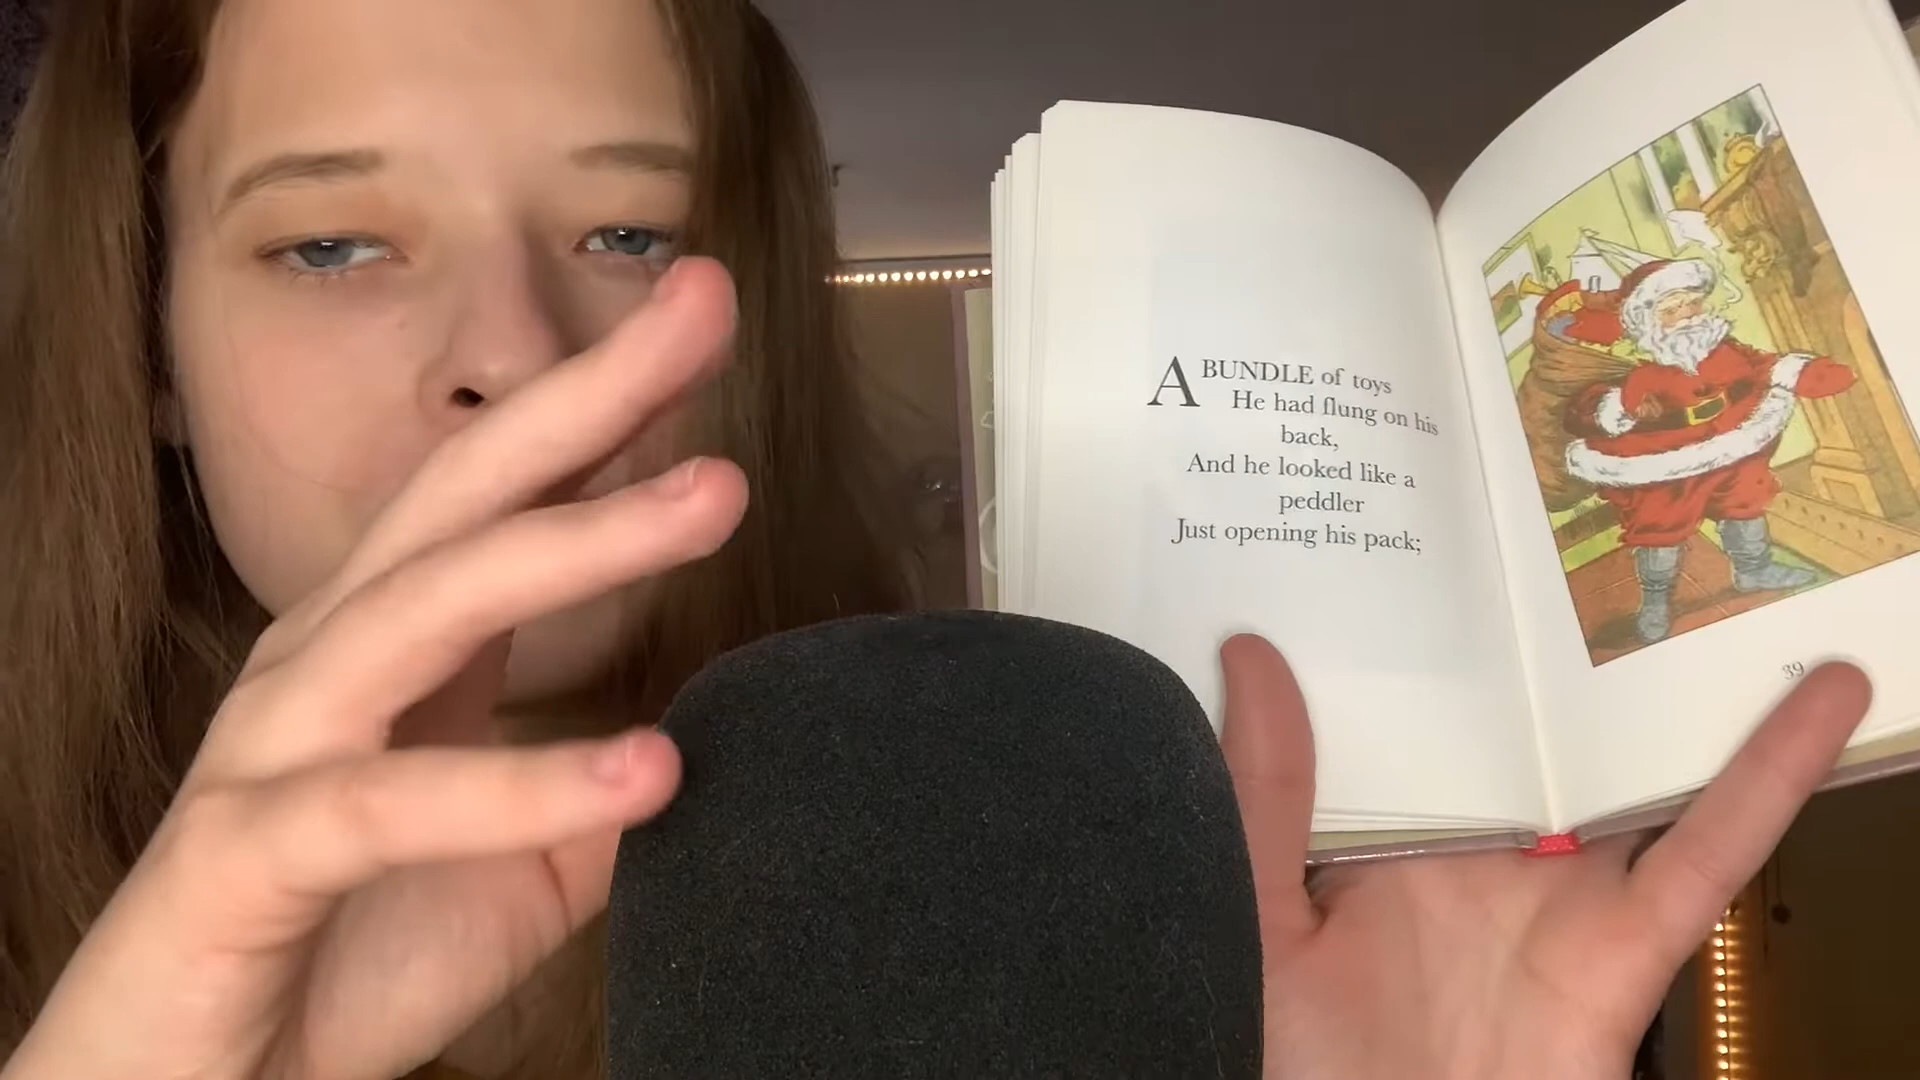 A BUNDLE of toys
He had flung on his
back,
And he looked like a
peddler
Just opening his pack;
39